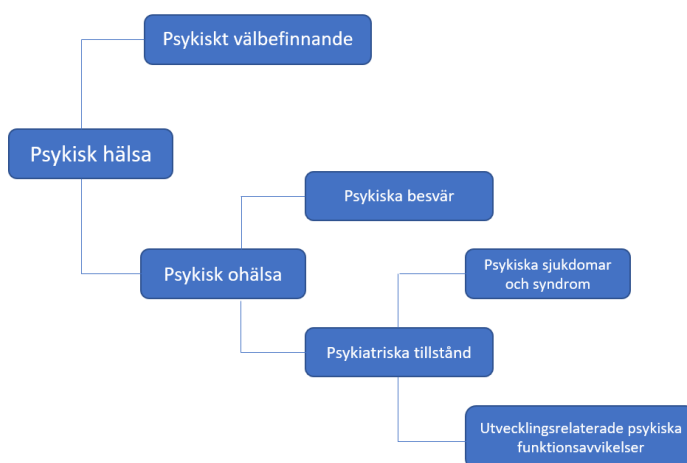 Psykiskt välbefinnande
Psykisk hälsa
Psykiska besvär
Psykisk ohälsa
Psykiska sjukdomar
och syndrom
Psykiatriska tillstånd
Utvecklingsrelaterade psykiska
funktionsavvikelser